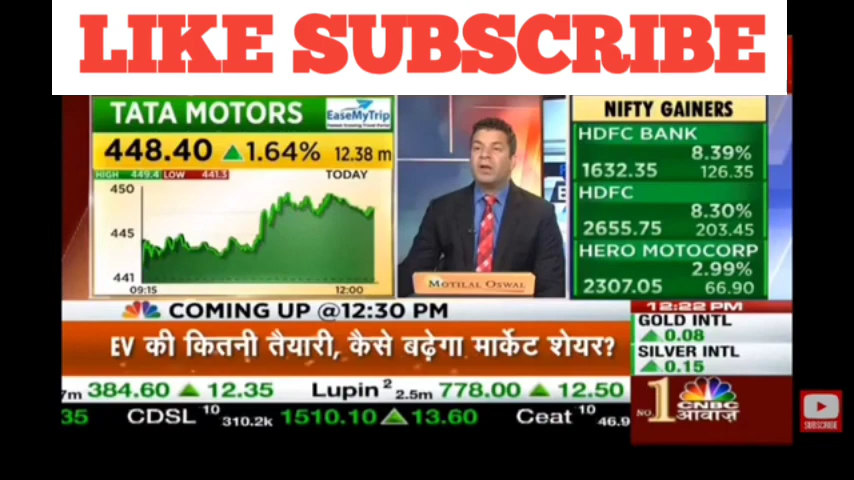 LIKE SUBSCRIBE
TATA MOTORS
EaseMyTrip
448.40 1.64% 12.38 m
HIGH 449.4 LOW 441.3 TODAY
450
445
441
09:15 12:00
MOTILAL OSWAL
NIFTY GAINERS
HDFC BANK
8.39%
1632.35 126.35
HDFC
8.30%
2655.75 203.45
HERO MOTOCORP
2.99%
2307.05 66.90
COMING UP @12:30 PM
EV की कितनी तैयारी, कैसे बढ़ेगा मार्केट शेयर?
12:22 PM
GOLD INTL
0.08
SILVER INTL
0.15
7m 384.60 12.35 Lupin 2 2.5m 778.00 12.50
35 CDSL 10 310.2k 1510.10 13.60 Ceat 10 46.9
NO. 1 CNBC
आवाज़
SUBSCRIBE